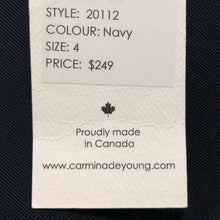 STYLE: 20112
COLOUR: Navy
SIZE: 4
PRICE: $249
Proudly made
in Canada
www.carminadeyoung.com